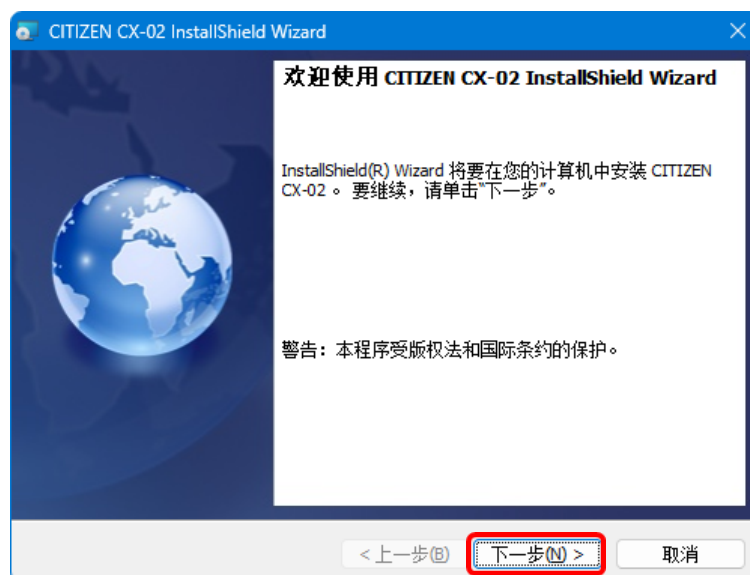 CITIZEN CX-02 InstallShield Wizard
欢迎使用 CITIZEN CX-02 InstallShield Wizard
InstallShield(R) Wizard 将要在您的计算机中安装 CITIZEN
CX-02 。 要继续，请单击“下一步”。
警告：本程序受版权法和国际条约的保护。
< 上一步(B)
下一步(N) >
取消